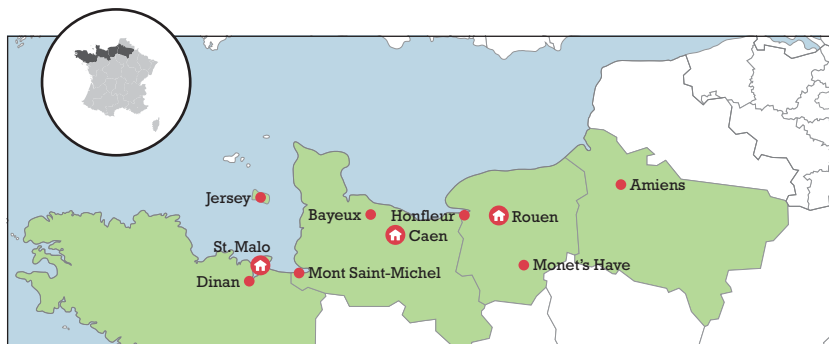 Jersey
Bayeux
Honfleur
Rouen
Amiens
Caen
St. Malo
Dinan
Mont Saint-Michel
Monet's Have